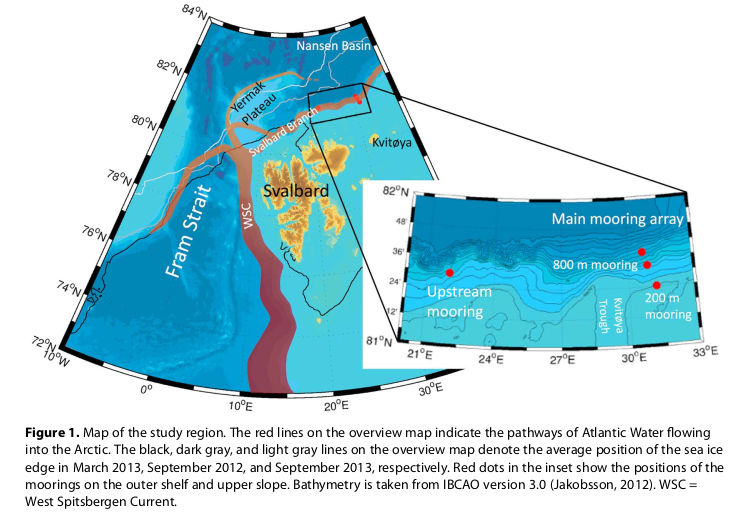 84°N
82°N
80°N
78°N
76°N
74°N
72°N
10°W
0°
10°E
20°E
30°E
Nansen Basin
Yermak
Plateau
Svalbard Branch
Kvitøya
Svalbard
WSC
Fram Strait
82°N
48'
36'
24'
12'
81°N
21°E
24°E
27°E
30°E
33°E
Main mooring array
800 m mooring
Upstream
mooring
200 m
mooring
Kvitøya
Trough
Figure 1. Map of the study region. The red lines on the overview map indicate the pathways of Atlantic Water flowing
into the Arctic. The black, dark gray, and light gray lines on the overview map denote the average position of the sea ice
edge in March 2013, September 2012, and September 2013, respectively. Red dots in the inset show the positions of the
moorings on the outer shelf and upper slope. Bathymetry is taken from IBCAO version 3.0 (Jakobsson, 2012). WSC =
West Spitsbergen Current.